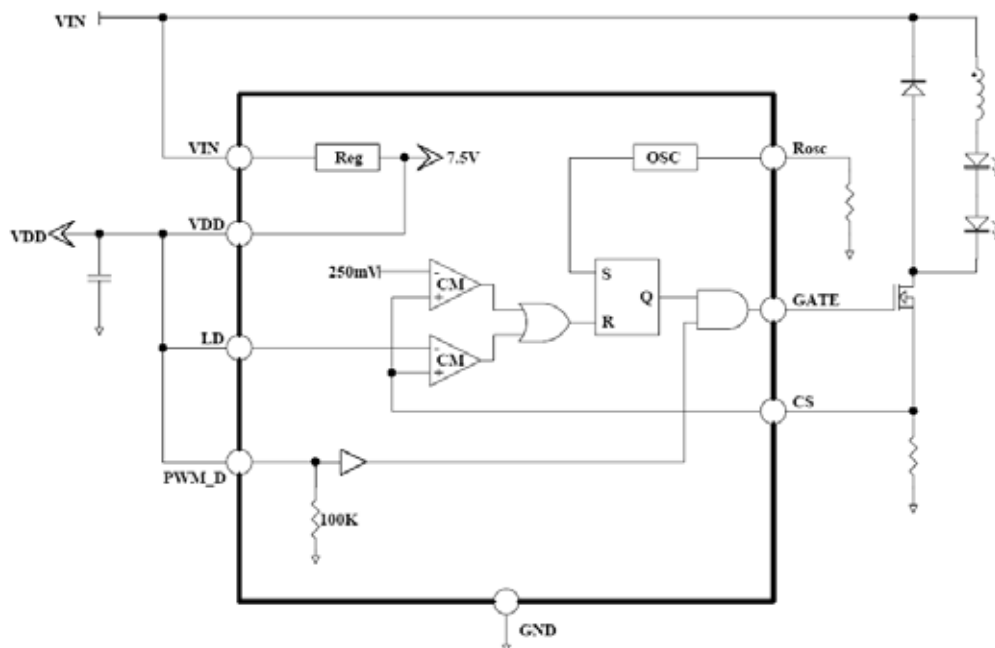 VIN
VIN
Reg
7.5V
OSC
Rosc
VDD
VDD
250mV
CM
S
Q
R
GATE
LD
CM
CS
PWM_D
100K
GND